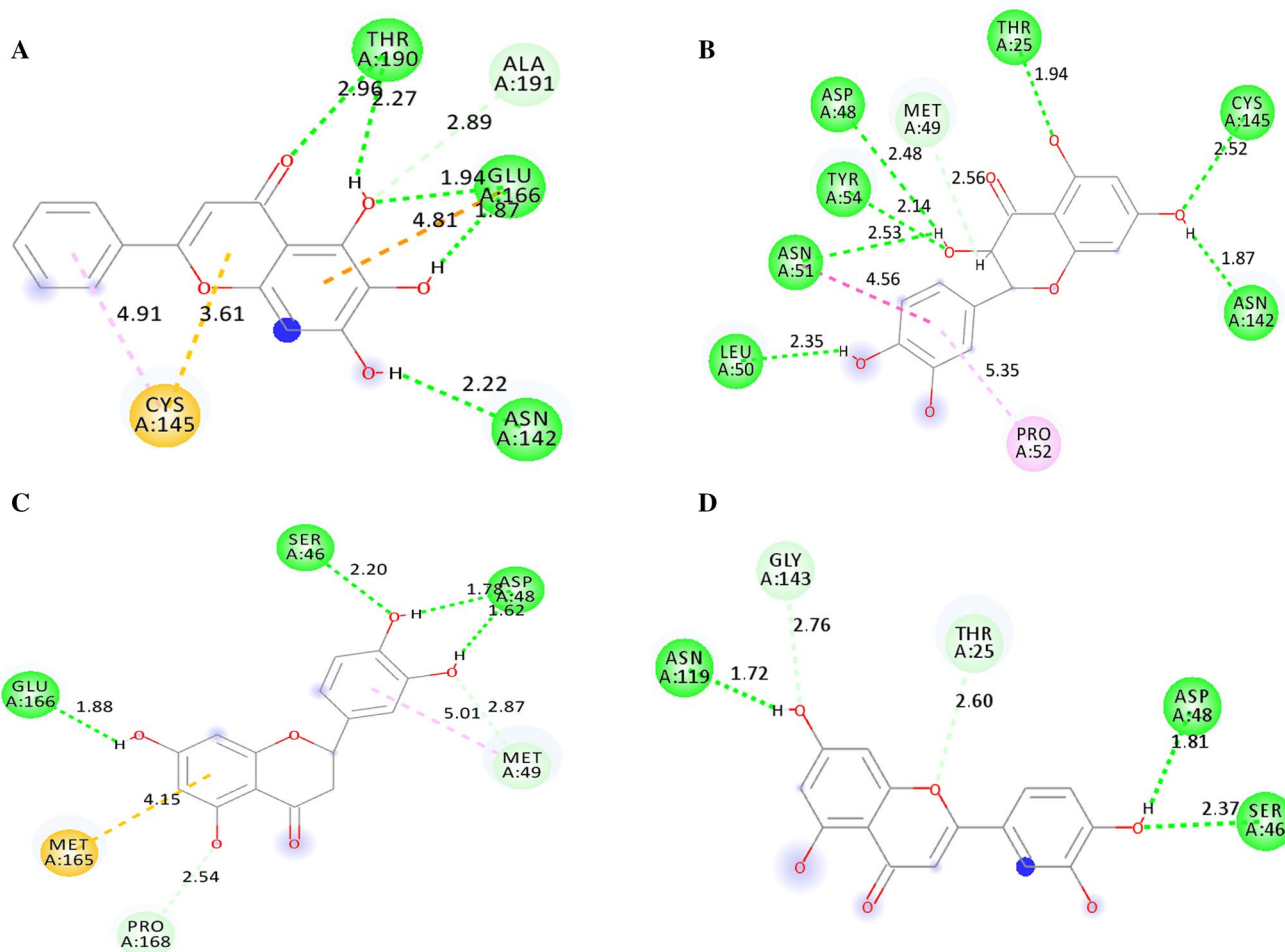 A
THR
A:190
ALA
A:191
2.96
2.27
2.89
H
O
O
GLU
A:166
1.94
1.87
4.81
H
O
O
4.91
3.61
O
H
2.22
CYS
A:145
ASN
A:142
B
THR
A:25
1.94
ASP
A:48
MET
A:49
CYS
A:145
2.48
2.52
O
TYR
A:54
2.56
O
2.14
O
H
2.53
H
O
H
ASN
A:51
1.87
4.56
O
ASN
A:142
LEU
A:50
2.35
H
O
5.35
O
PRO
A:52
C
SER
A:46
2.20
ASP
A:48
1.78
1.62
O
H
H
O
GLU
A:166
1.88
5.01
2.87
H
O
O
MET
A:49
4.15
MET
A:165
O
O
2.54
PRO
A:168
D
GLY
A:143
THR
A:25
2.76
ASN
A:119
1.72
2.60
ASP
A:48
1.81
H
O
H
2.37
SER
A:46
O
O
O
O
O